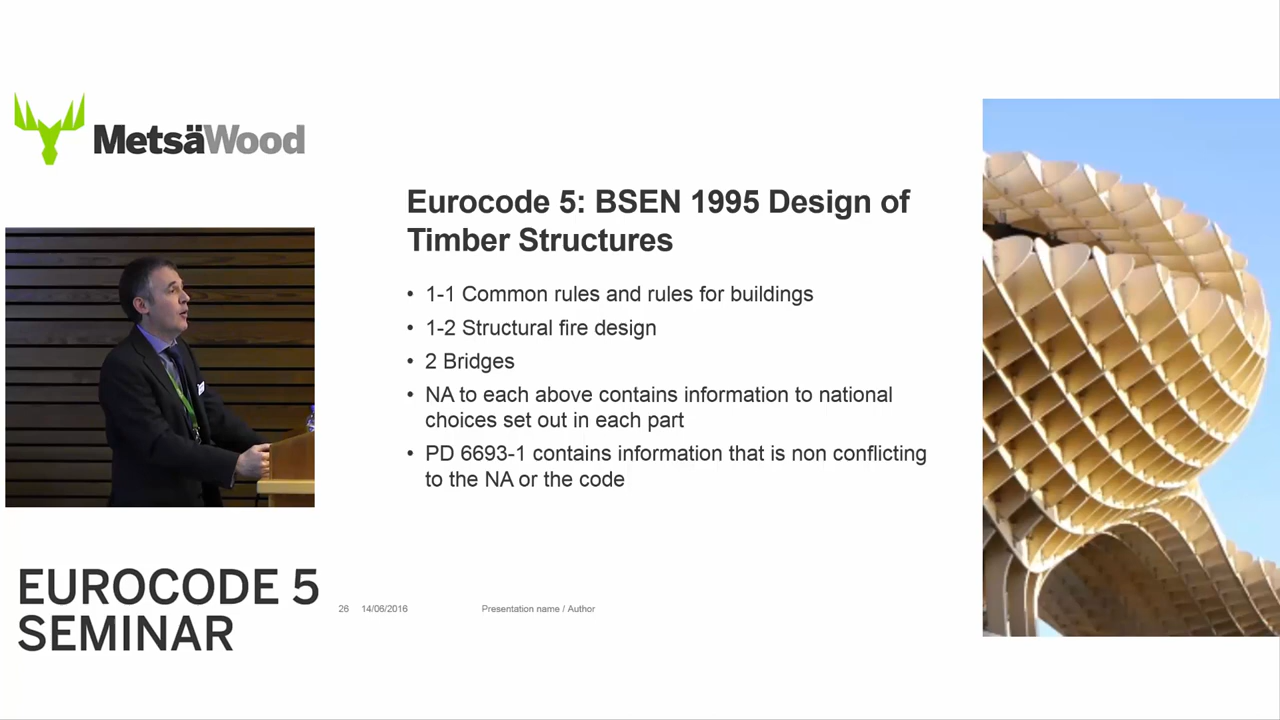 MetsäWood
Eurocode 5: BSEN 1995 Design of
Timber Structures
• 1-1 Common rules and rules for buildings
• 1-2 Structural fire design
• 2 Bridges
• NA to each above contains information to national
choices set out in each part
• PD 6693-1 contains information that is non conflicting
to the NA or the code
EUROCODE 5
SEMINAR
26 14/06/2016 Presentation name / Author